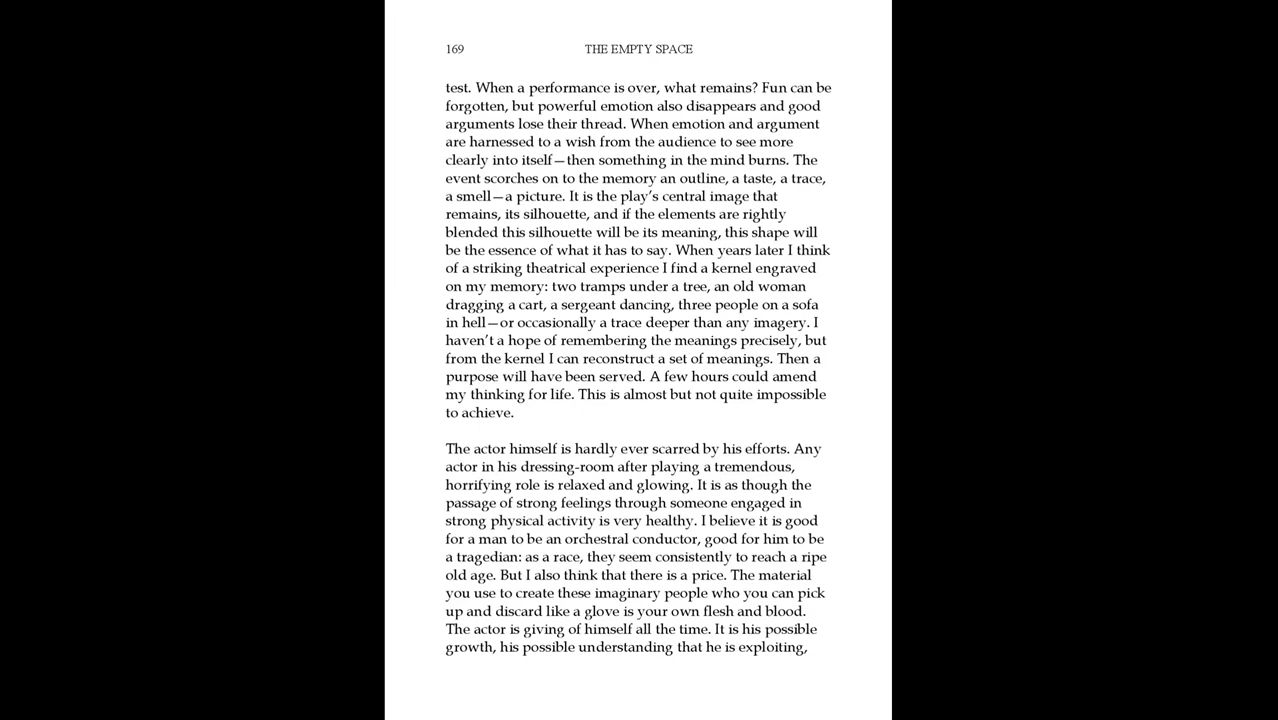 169
THE EMPTY SPACE
test. When a performance is over, what remains? Fun can be
forgotten, but powerful emotion also disappears and good
arguments lose their thread. When emotion and argument
are harnessed to a wish from the audience to see more
clearly into itself—then something in the mind burns. The
event scorches on to the memory an outline, a taste, a trace,
a smell—a picture. It is the play’s central image that
remains, its silhouette, and if the elements are rightly
blended this silhouette will be its meaning, this shape will
be the essence of what it has to say. When years later I think
of a striking theatrical experience I find a kernel engraved
on my memory: two tramps under a tree, an old woman
dragging a cart, a sergeant dancing, three people on a sofa
in hell—or occasionally a trace deeper than any imagery. I
haven’t a hope of remembering the meanings precisely, but
from the kernel I can reconstruct a set of meanings. Then a
purpose will have been served. A few hours could amend
my thinking for life. This is almost but not quite impossible
to achieve.
The actor himself is hardly ever scarred by his efforts. Any
actor in his dressing-room after playing a tremendous,
horrifying role is relaxed and glowing. It is as though the
passage of strong feelings through someone engaged in
strong physical activity is very healthy. I believe it is good
for a man to be an orchestral conductor, good for him to be
a tragedian: as a race, they seem consistently to reach a ripe
old age. But I also think that there is a price. The material
you use to create these imaginary people who you can pick
up and discard like a glove is your own flesh and blood.
The actor is giving of himself all the time. It is his possible
growth, his possible understanding that he is exploiting,